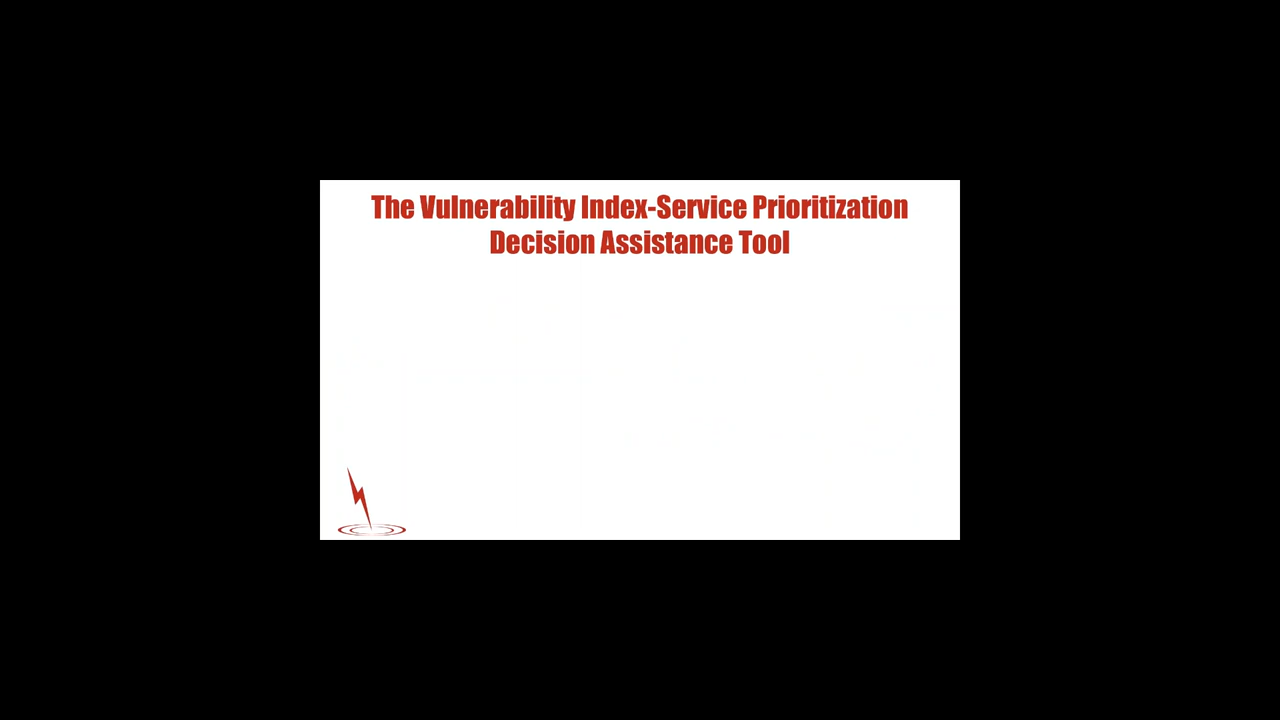 The Vulnerability Index-Service Prioritization
Decision Assistance Tool